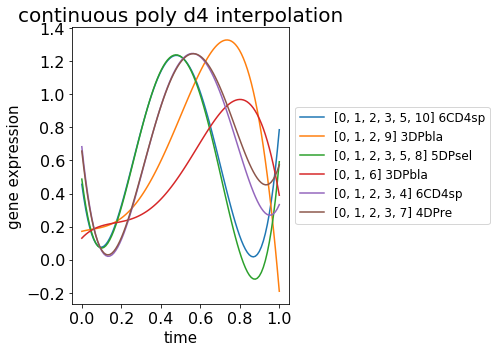 continuous poly d4 interpolation
gene expression
1.4
1.2
1.0
0.8
0.6
0.4
0.2
0.0
−0.2
0.0 0.2 0.4 0.6 0.8 1.0
time
[0, 1, 2, 3, 5, 10] 6CD4sp
[0, 1, 2, 9] 3DPbla
[0, 1, 2, 3, 5, 8] 5DPsel
[0, 1, 6] 3DPbla
[0, 1, 2, 3, 4] 6CD4sp
[0, 1, 2, 3, 7] 4DPre